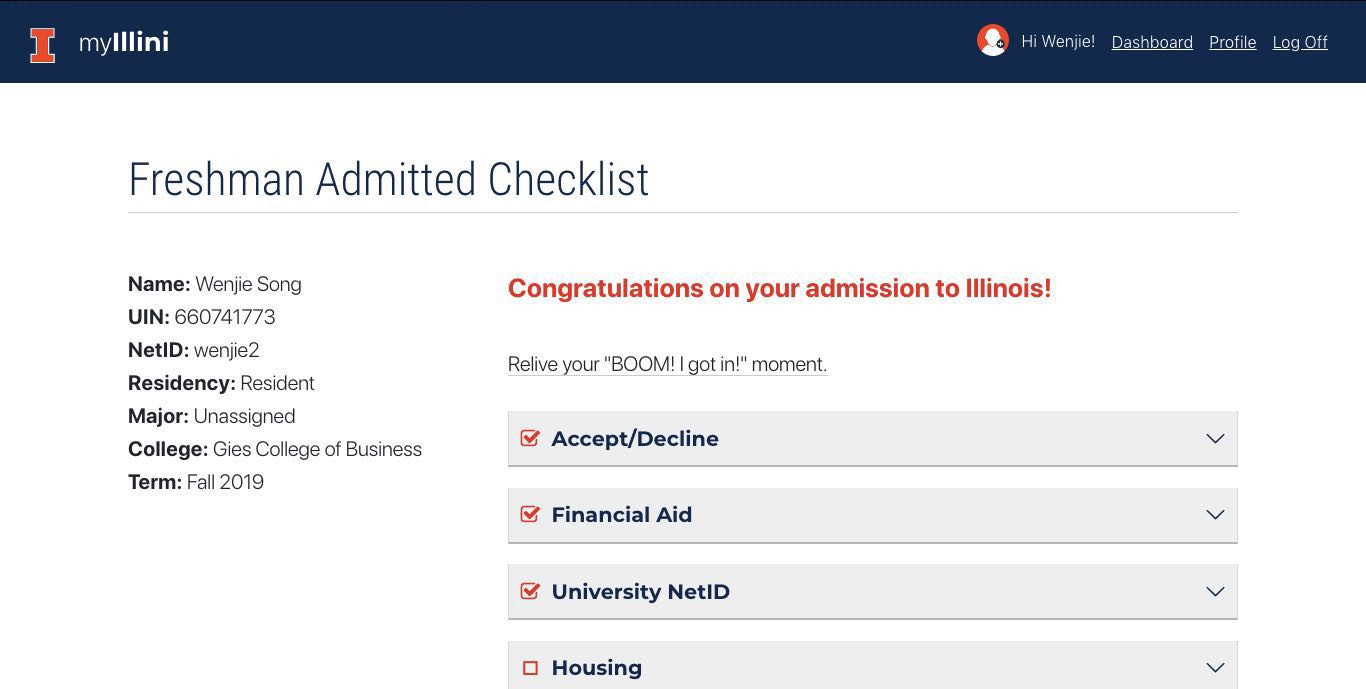 myIllini
Hi Wenjie! Dashboard Profile Log Off
Freshman Admitted Checklist
Name: Wenjie Song
UIN: 660741773
NetID: wenjie2
Residency: Resident
Major: Unassigned
College: Gies College of Business
Term: Fall 2019
Congratulations on your admission to Illinois!
Relive your "BOOM! I got in!" moment.
Accept/Decline
Financial Aid
University NetID
Housing